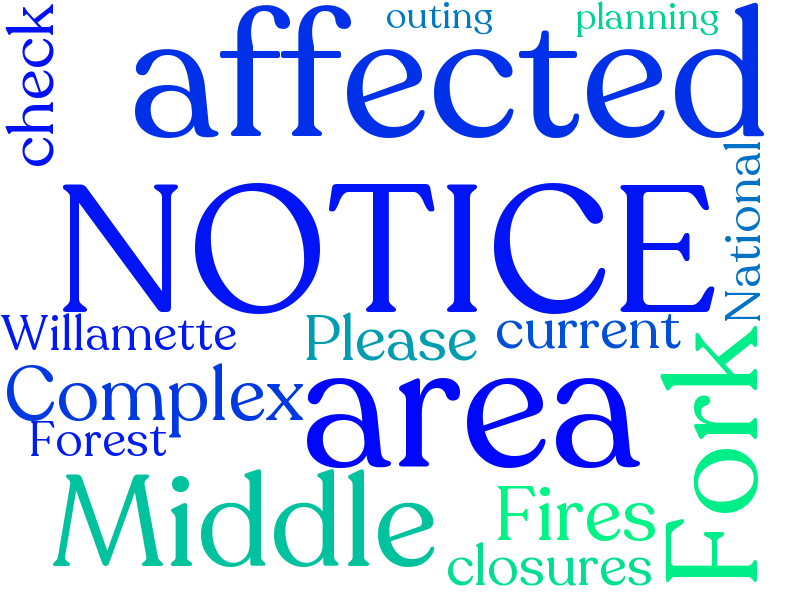 check
affected
outing
planning
NOTICE
National
Willamette
Please
current
Complex
area
Fork
Forest
Middle
Fires
closures